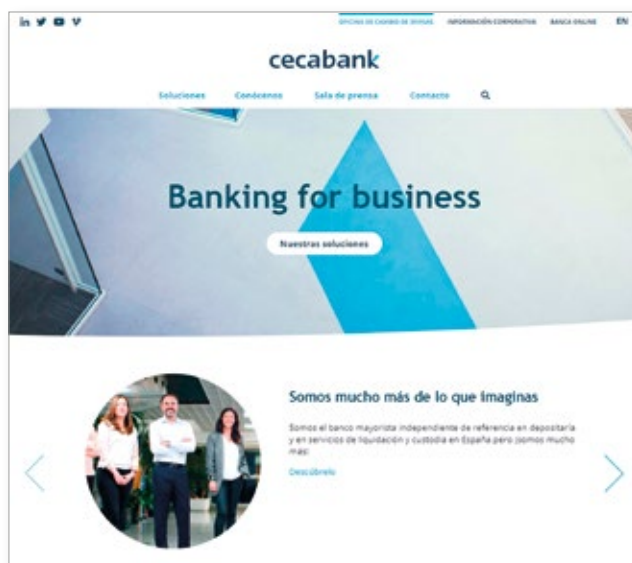 OFICINA DE CAMBIO DE DIVISAS INFORMACIÓN CORPORATIVA BANCA ONLINE EN
cecabank
Soluciones Conócenos Sala de prensa Contacto
Banking for business
Nuestras soluciones
Somos mucho más de lo que imaginas
Somos el banco mayorista independiente de referencia en depositaría
y en servicios de liquidación y custodia en España pero ¡somos mucho
más!
Descúbrelo